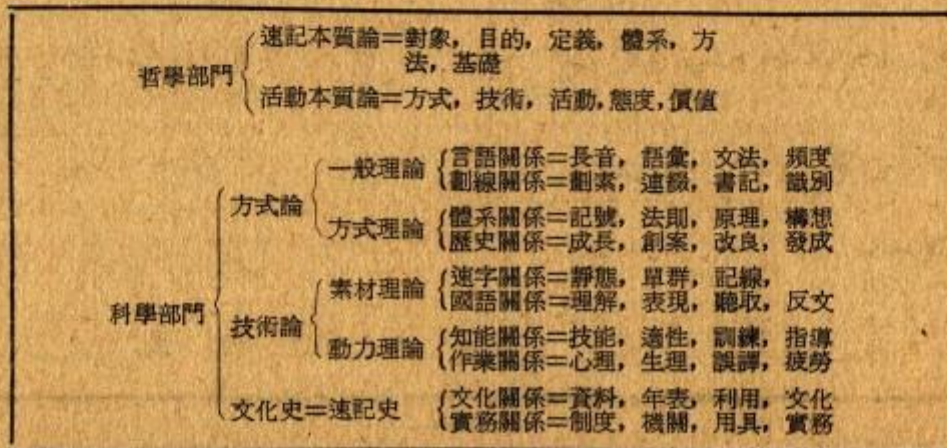 哲學部門
速記本質論=對象, 目的, 定義, 體系, 方
法, 基礎
活動本質論=方式, 技術, 活動, 態度, 價値
科學部門
方式論
一般理論
言語關係=長音, 語彙, 文法, 頻度
劃線關係=劃素, 連綴, 書記, 識別
方式理論
體系關係=記號, 法則, 原理, 構想
歷史關係=成長, 創案, 改良, 發成
技術論
素材理論
速字關係=靜態, 單群, 記線,
國語關係=理解, 表現, 聽取, 反文
動力理論
知能關係=技能, 適性, 訓練, 指導
作業關係=心理, 生理, 誤譯, 疲勞
文化史=速記史
文化關係=資料, 年表, 利用, 文化
實務關係=制度, 機關, 用具, 實務